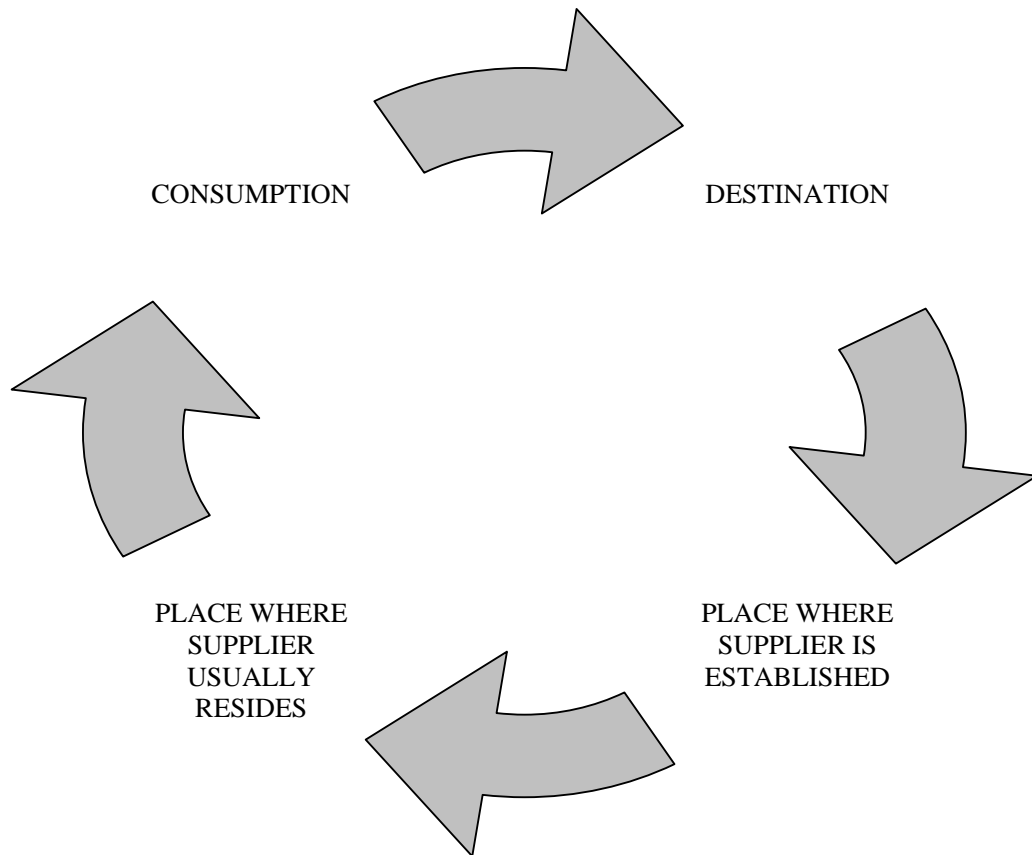 CONSUMPTION
DESTINATION
PLACE WHERE
SUPPLIER IS
ESTABLISHED
PLACE WHERE
SUPPLIER
USUALLY
RESIDES